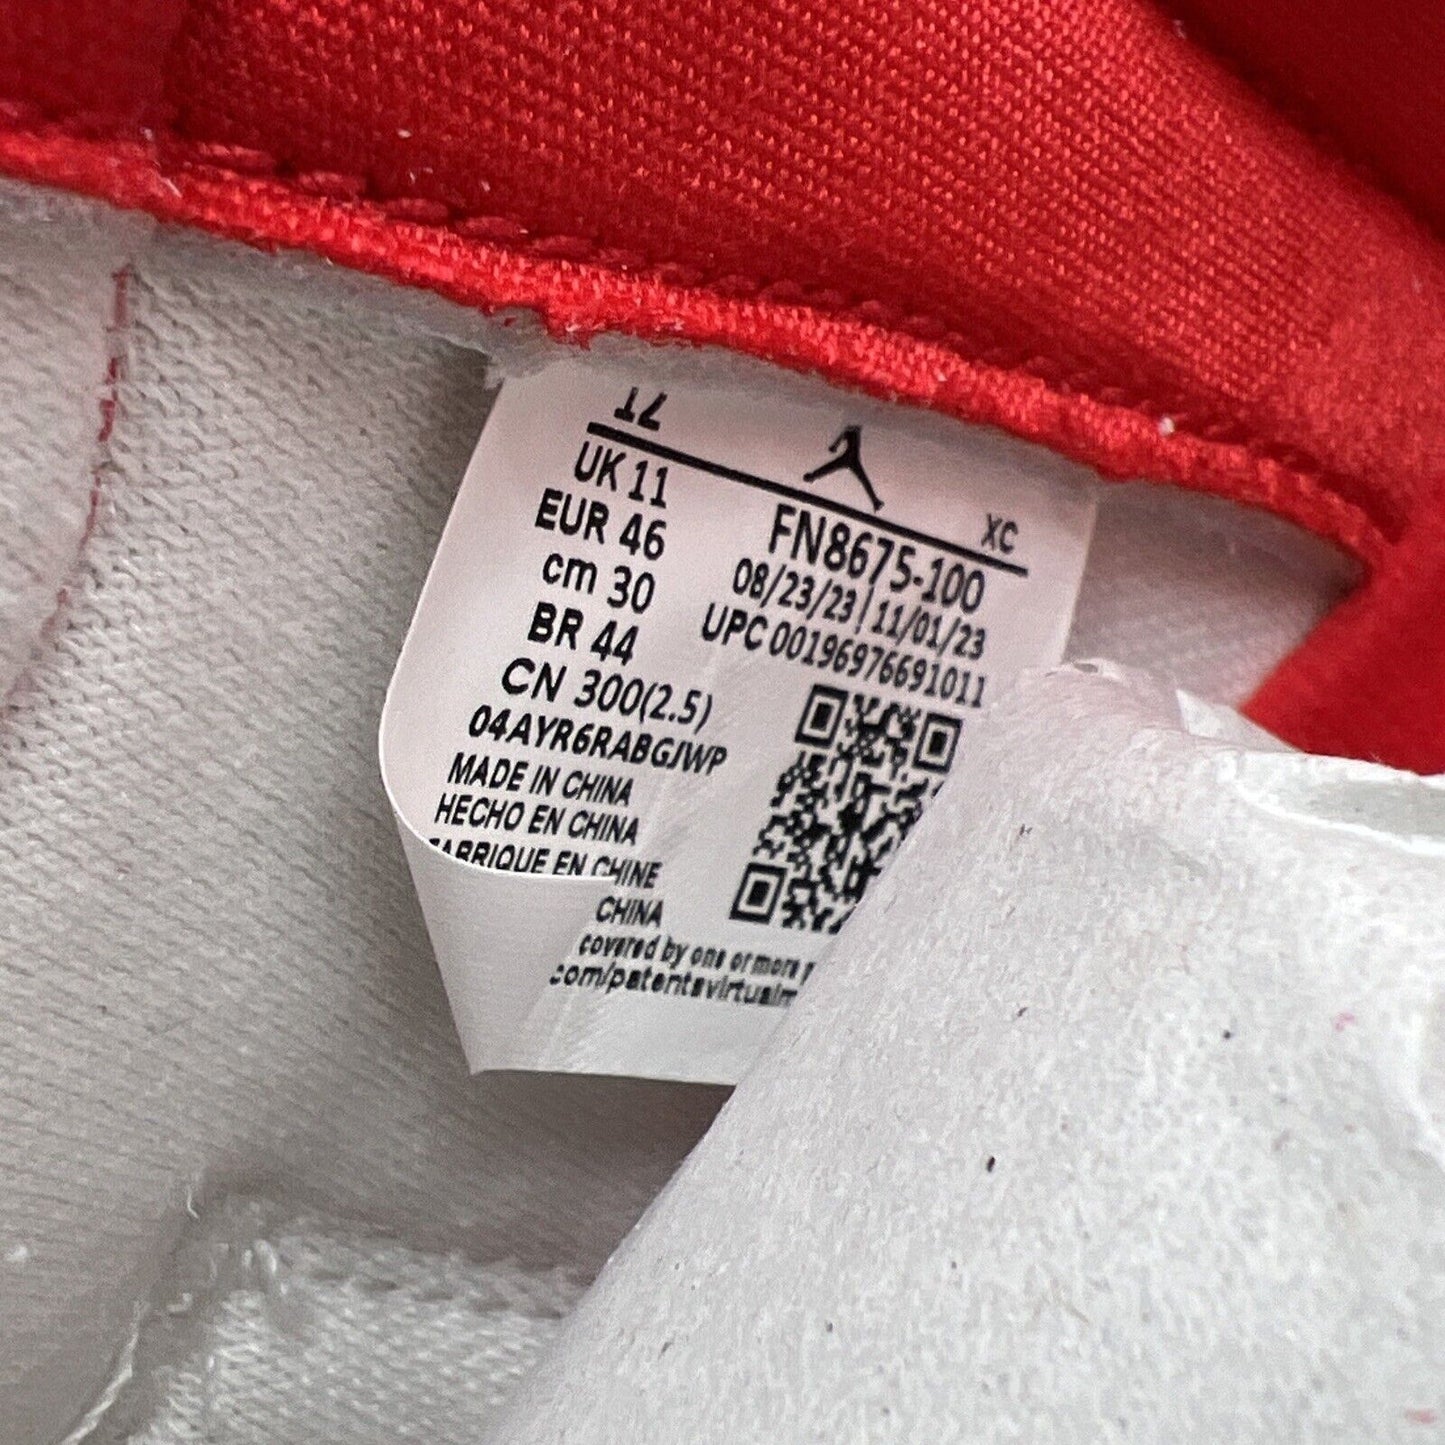 12
UK 11
EUR 46
cm 30
BR 44
CN 300(2.5)
04AYR6RABGJWP
MADE IN CHINA
HECHO EN CHINA
FABRIQUE EN CHINE
CHINA
covered by one or more
.com/patentsvirtualm
XC
FN8675-100
08/23/23 | 11/01/23
UPC 00196976691011